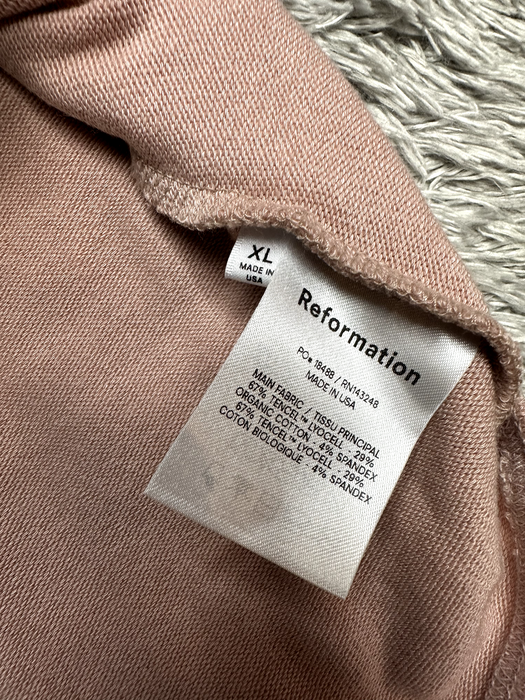 XL
MADE IN
USA
Reformation
PO. 18488 / RN143248
MADE IN USA
MAIN FABRIC / TISSU PRINCIPAL
67% TENCEL™ LYOCELL - 29%
ORGANIC COTTON - 4% SPANDEX
67% TENCEL™ LYOCELL - 29%
COTON BIOLOGIQUE - 4% SPANDEX